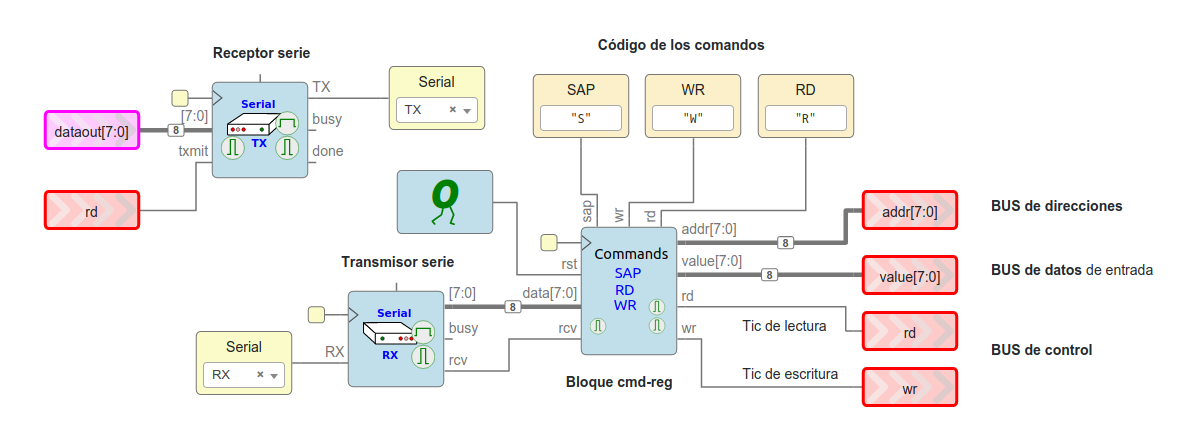 Receptor serie
Código de los comandos
TX
Serial
TX ×
SAP
"S"
WR
"W"
RD
"R"
dataout[7:0]
8
[7:0]
txmit
Serial
TX
busy
done
rd
0
sap
wr
rd
rst
data[7:0]
rcv
Commands
SAP
RD
WR
addr[7:0]
8
value[7:0]
8
rd
wr
addr[7:0]
BUS de direcciones
value[7:0]
BUS de datos de entrada
Tic de lectura
rd
BUS de control
Tic de escritura
wr
Transmisor serie
Serial
RX ×
RX
Serial
RX
[7:0]
8
busy
rcv
Bloque cmd-reg